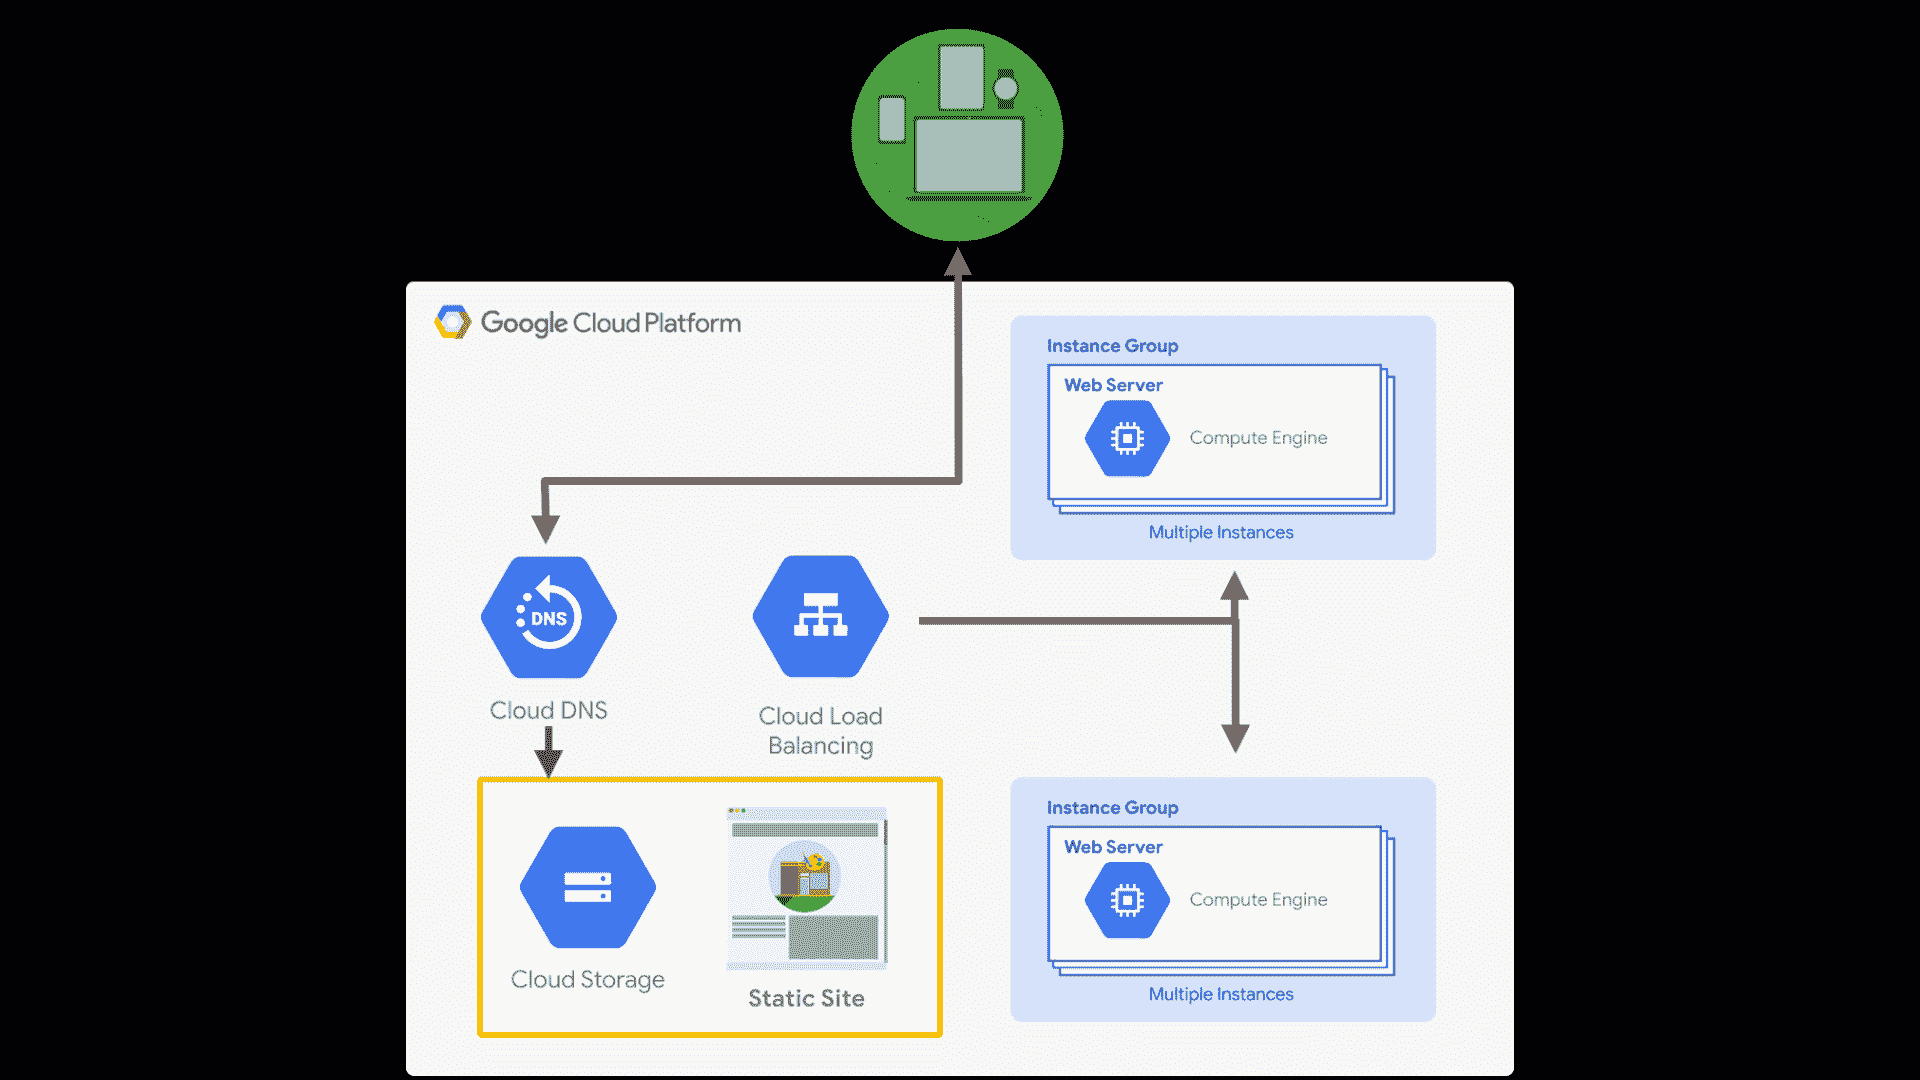 Google Cloud Platform
Instance Group
Web Server
Compute Engine
Multiple Instances
DNS
Cloud DNS
Cloud Load
Balancing
Cloud Storage
Static Site
Instance Group
Web Server
Compute Engine
Multiple Instances